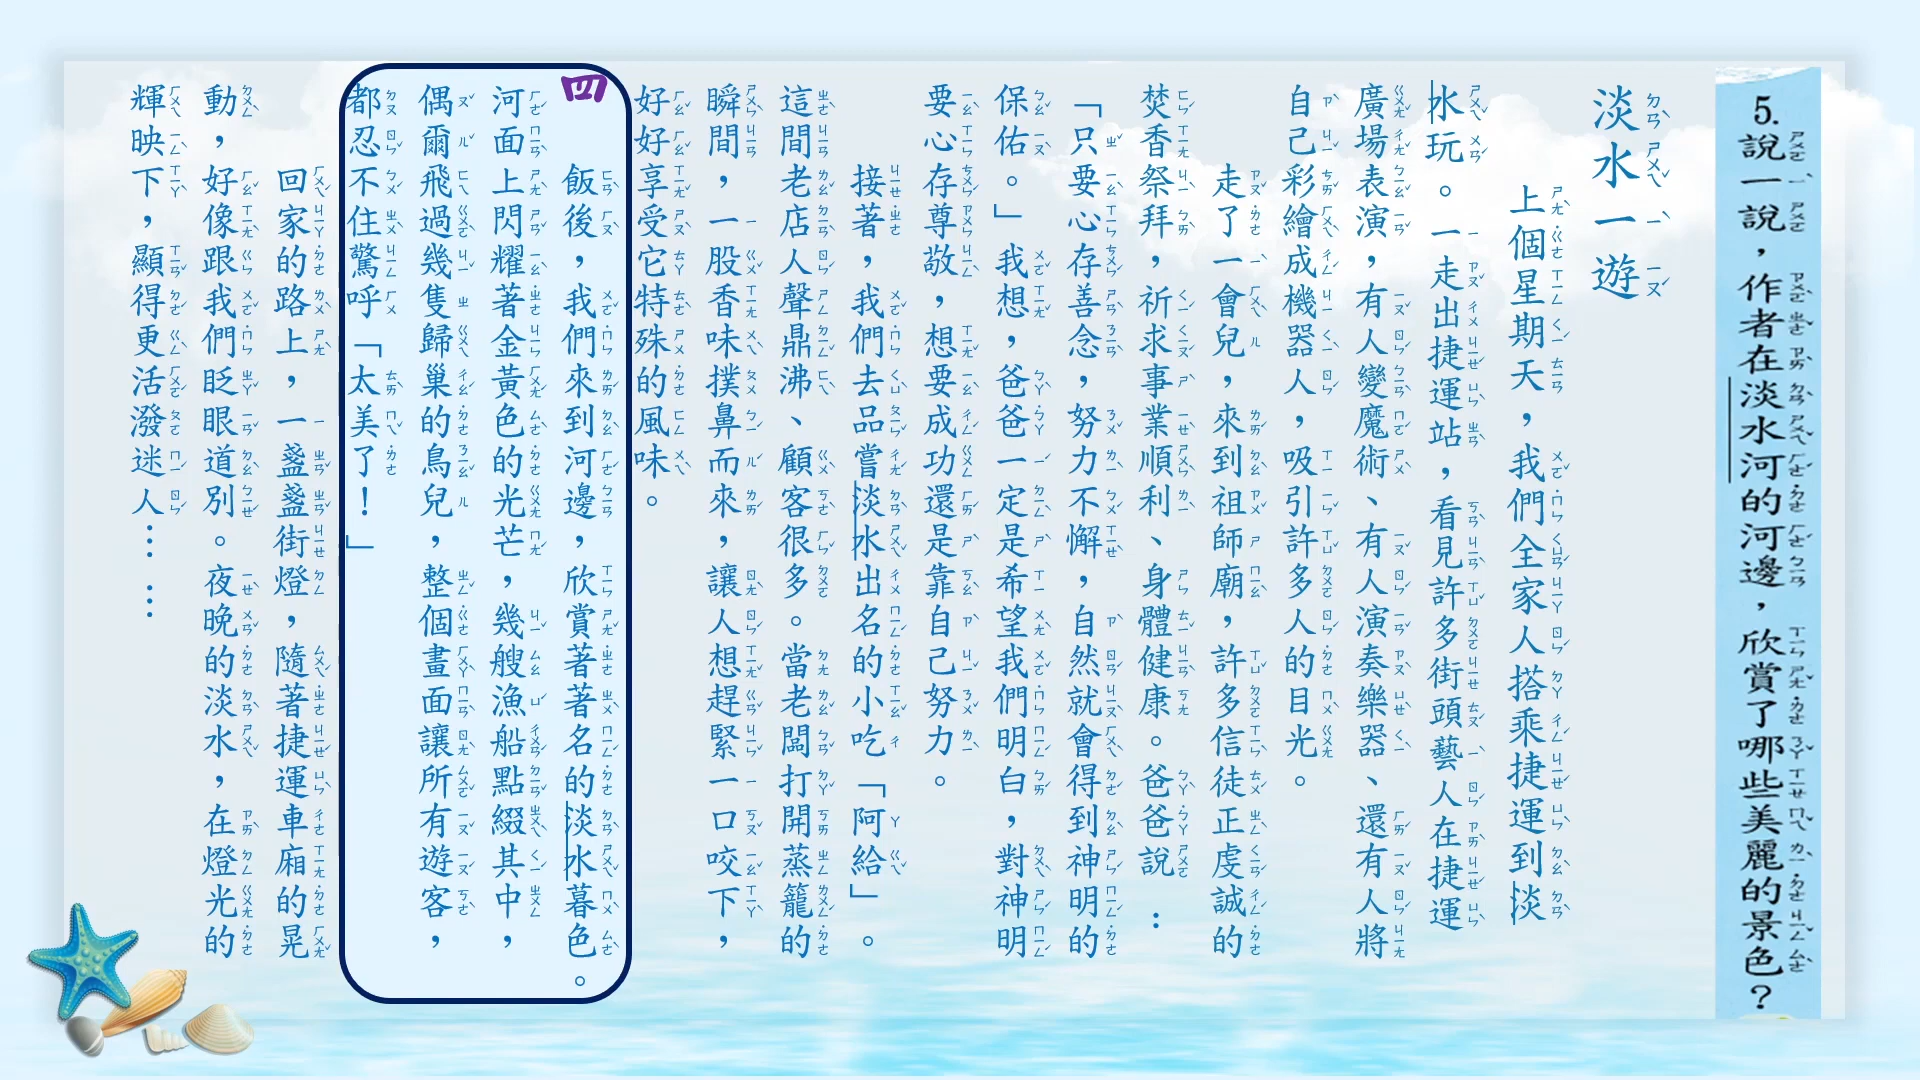 5.說一說，作者在淡水河的河邊，欣賞了哪些美麗的景色？
淡水一遊
上個星期天，我們全家人搭乘捷運到淡
水玩。一走出捷運站，看見許多街頭藝人在捷運
廣場表演，有人變魔術、有人演奏樂器、還有人將
自己彩繪成機器人，吸引許多人的目光。
走了一會兒，來到祖師廟，許多信徒正虔誠的
焚香祭拜，祈求事業順利、身體健康。爸爸說：
「只要心存善念，努力不懈，自然就會得到神明的
保佑。」我想，爸爸一定是希望我們明白，對神明
要心存尊敬，想要成功還是靠自己努力。
接著，我們去品嘗淡水出名的小吃「阿給」。
這間老店人聲鼎沸、顧客很多。當老闆打開蒸籠的
瞬間，一股香味撲鼻而來，讓人想趕緊一口咬下，
好好享受它特殊的風味。
四
飯後，我們來到河邊，欣賞著著名的淡水暮色。
河面上閃耀著金黃色的光芒，幾艘漁船點綴其中，
偶爾飛過幾隻歸巢的鳥兒，整個畫面讓所有遊客，
都忍不住驚呼「太美了！」
回家的路上，一盞盞街燈，隨著捷運車廂的晃
動，好像跟我們眨眼道別。夜晚的淡水，在燈光的
輝映下，顯得更活潑迷人……